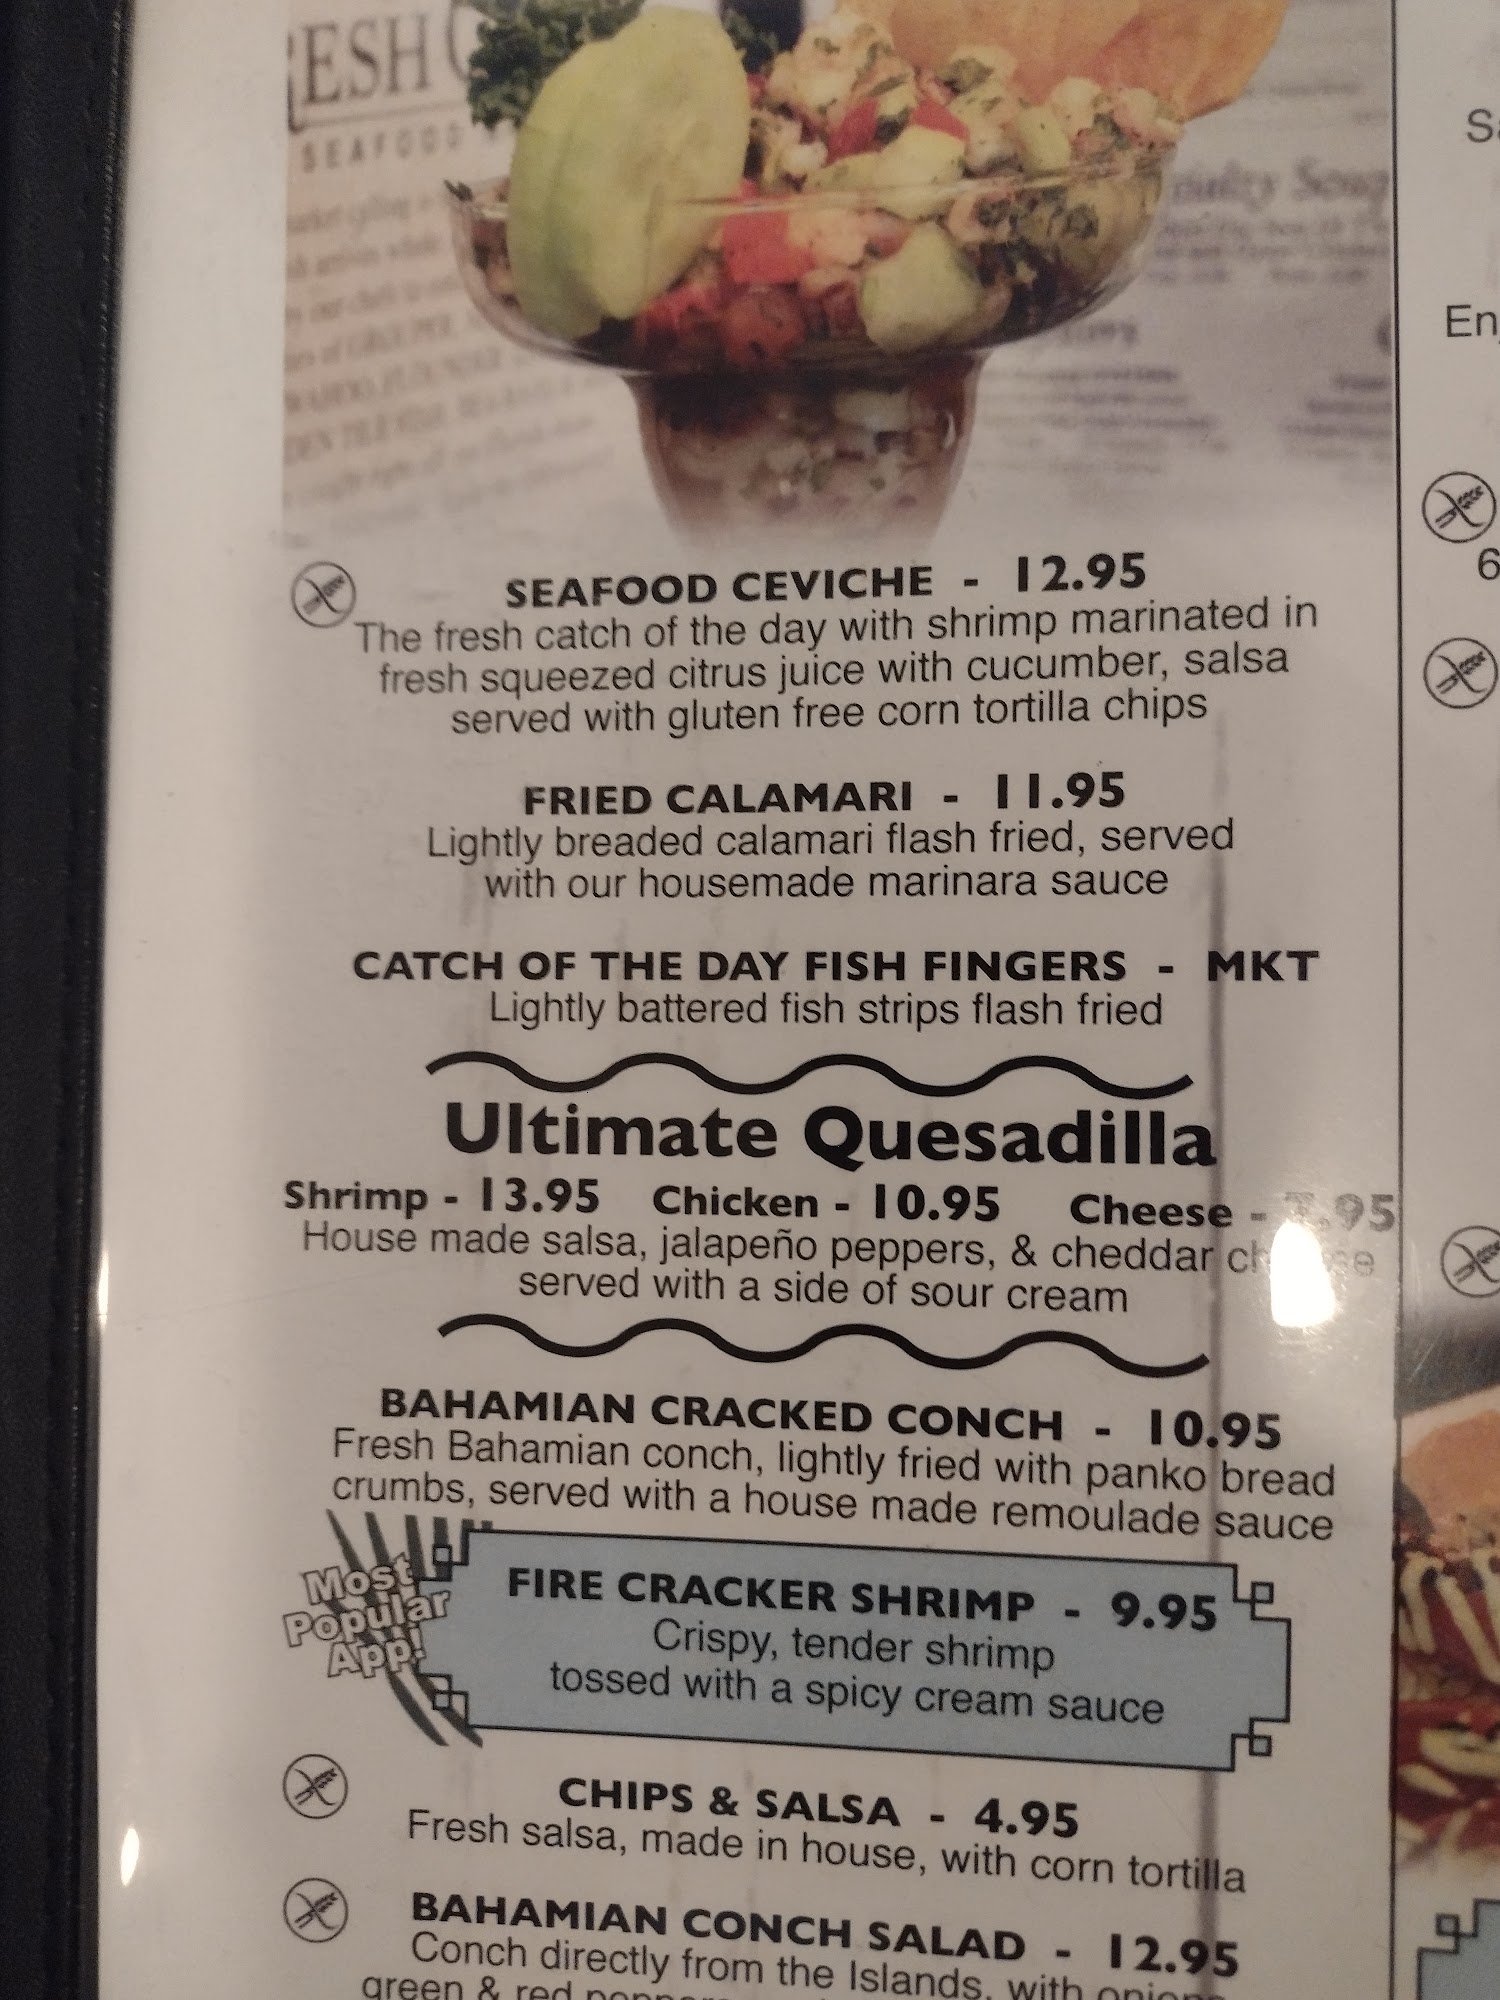 RESH
SEAFOOD
SEAFOOD CEVICHE - 12.95
The fresh catch of the day with shrimp marinated in
fresh squeezed citrus juice with cucumber, salsa
served with gluten free corn tortilla chips
FRIED CALAMARI - 11.95
Lightly breaded calamari flash fried, served
with our housemade marinara sauce
CATCH OF THE DAY FISH FINGERS - MKT
Lightly battered fish strips flash fried
Ultimate Quesadilla
Shrimp - 13.95 Chicken - 10.95 Cheese -
House made salsa, jalapeño peppers, & cheddar
served with a side of sour cream
BAHAMIAN CRACKED CONCH - 10.95
Fresh Bahamian conch, lightly fried with panko bread
crumbs, served with a house made remoulade sauce
Most
Popular
App!
FIRE CRACKER SHRIMP - 9.95
Crispy, tender shrimp
tossed with a spicy cream sauce
CHIPS & SALSA - 4.95
Fresh salsa, made in house, with corn tortilla
BAHAMIAN CONCH SALAD - 12.95
Conch directly from the Islands, with
green & red
En
6